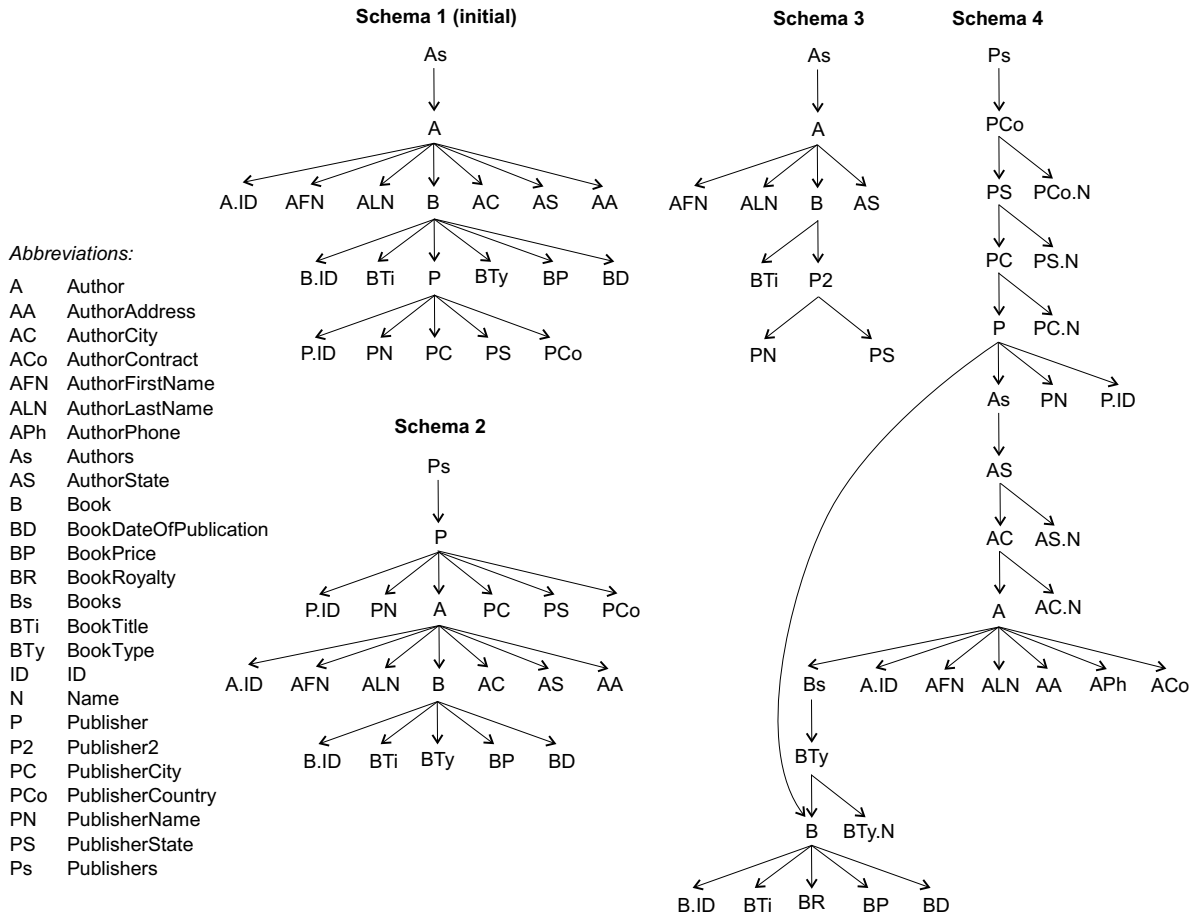 Schema 1 (initial)
As
A
A.ID AFN ALN B AC AS AA
B.ID BTi P BTy BP BD
P.ID PN PC PS PCo
Schema 2
Ps
P
P.ID PN A PC PS PCo
A.ID AFN ALN B AC AS AA
B.ID BTi BTy BP BD
Schema 3
As
A
AFN ALN B AS
BTi P2
PN PS
Schema 4
Ps
PCo
PS PCo.N
PC PS.N
P PC.N
As PN P.ID
AS
AC AS.N
A AC.N
Bs A.ID AFN ALN AA APh ACo
BTy
B BTy.N
B.ID BTi BR BP BD
Abbreviations:
A Author
AA AuthorAddress
AC AuthorCity
ACo AuthorContract
AFN AuthorFirstName
ALN AuthorLastName
APh AuthorPhone
As Authors
AS AuthorState
B Book
BD BookDateOfPublication
BP BookPrice
BR BookRoyalty
Bs Books
BTi BookTitle
BTy BookType
ID ID
N Name
P Publisher
P2 Publisher2
PC PublisherCity
PCo PublisherCountry
PN PublisherName
PS PublisherState
Ps Publishers